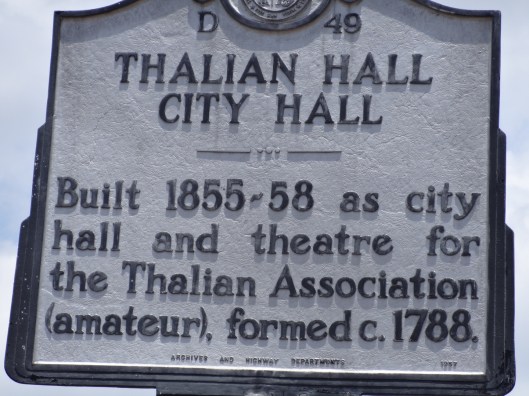 D 49
THALIAN HALL
CITY HALL
Built 1855-58 as city
hall and theatre for
the Thalian Association
(amateur), formed c. 1788.
ARCHIVES AND HIGHWAY DEPARTMENTS